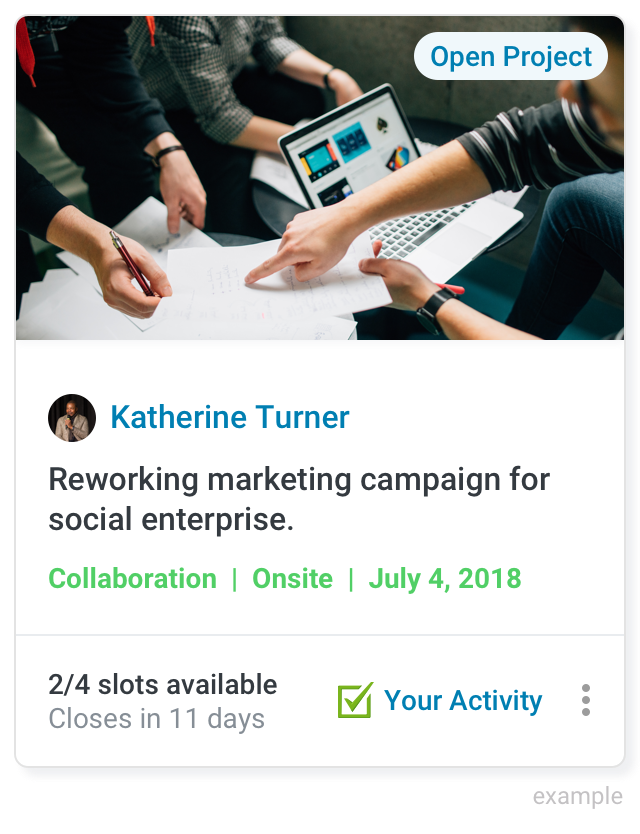 Open Project
Katherine Turner
Reworking marketing campaign for
social enterprise.
Collaboration | Onsite | July 4, 2018
2/4 slots available
Closes in 11 days
Your Activity
example